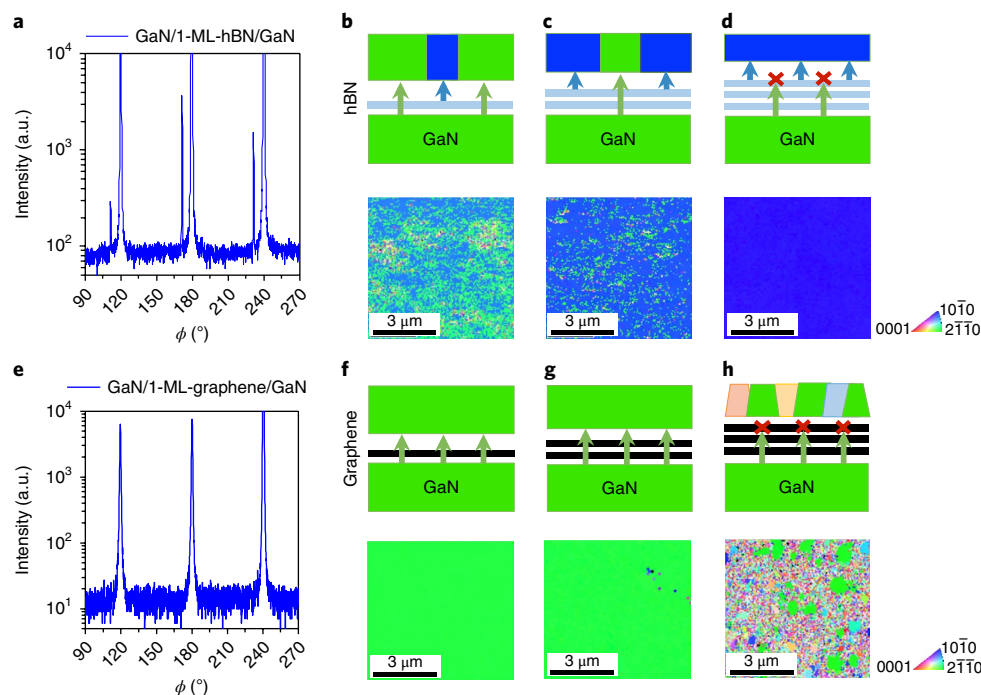 a
GaN/1-ML-hBN/GaN
10⁴
10³
10²
Intensity (a.u.)
90 120 150 180 210 240 270
ϕ (°)
b
c
d
hBN
GaN
GaN
GaN
3 μm
3 μm
3 μm
0001
101̅0
21̅1̅0
e
GaN/1-ML-graphene/GaN
10⁴
10³
10²
10¹
Intensity (a.u.)
90 120 150 180 210 240 270
ϕ (°)
f
g
h
Graphene
GaN
GaN
GaN
3 μm
3 μm
3 μm
0001
101̅0
21̅1̅0